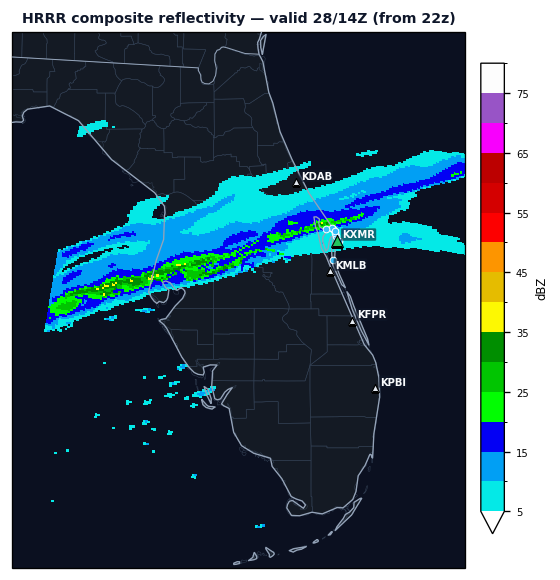 HRRR composite reflectivity — valid 28/14Z (from 22z)
KDAB
KXMR
KMLB
KFPR
KPBI
75
65
55
45
35
25
15
5
dBZ